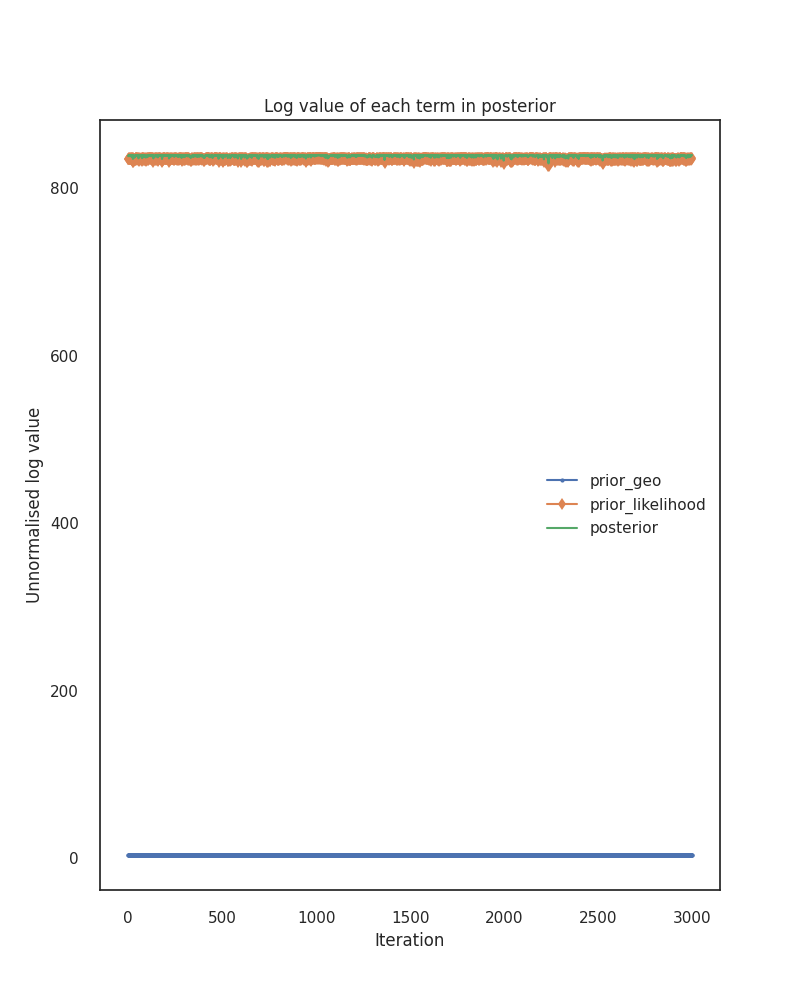 Log value of each term in posterior
Unnormalised log value
800
600
400
200
0
prior_geo
prior_likelihood
posterior
0 500 1000 1500 2000 2500 3000
Iteration